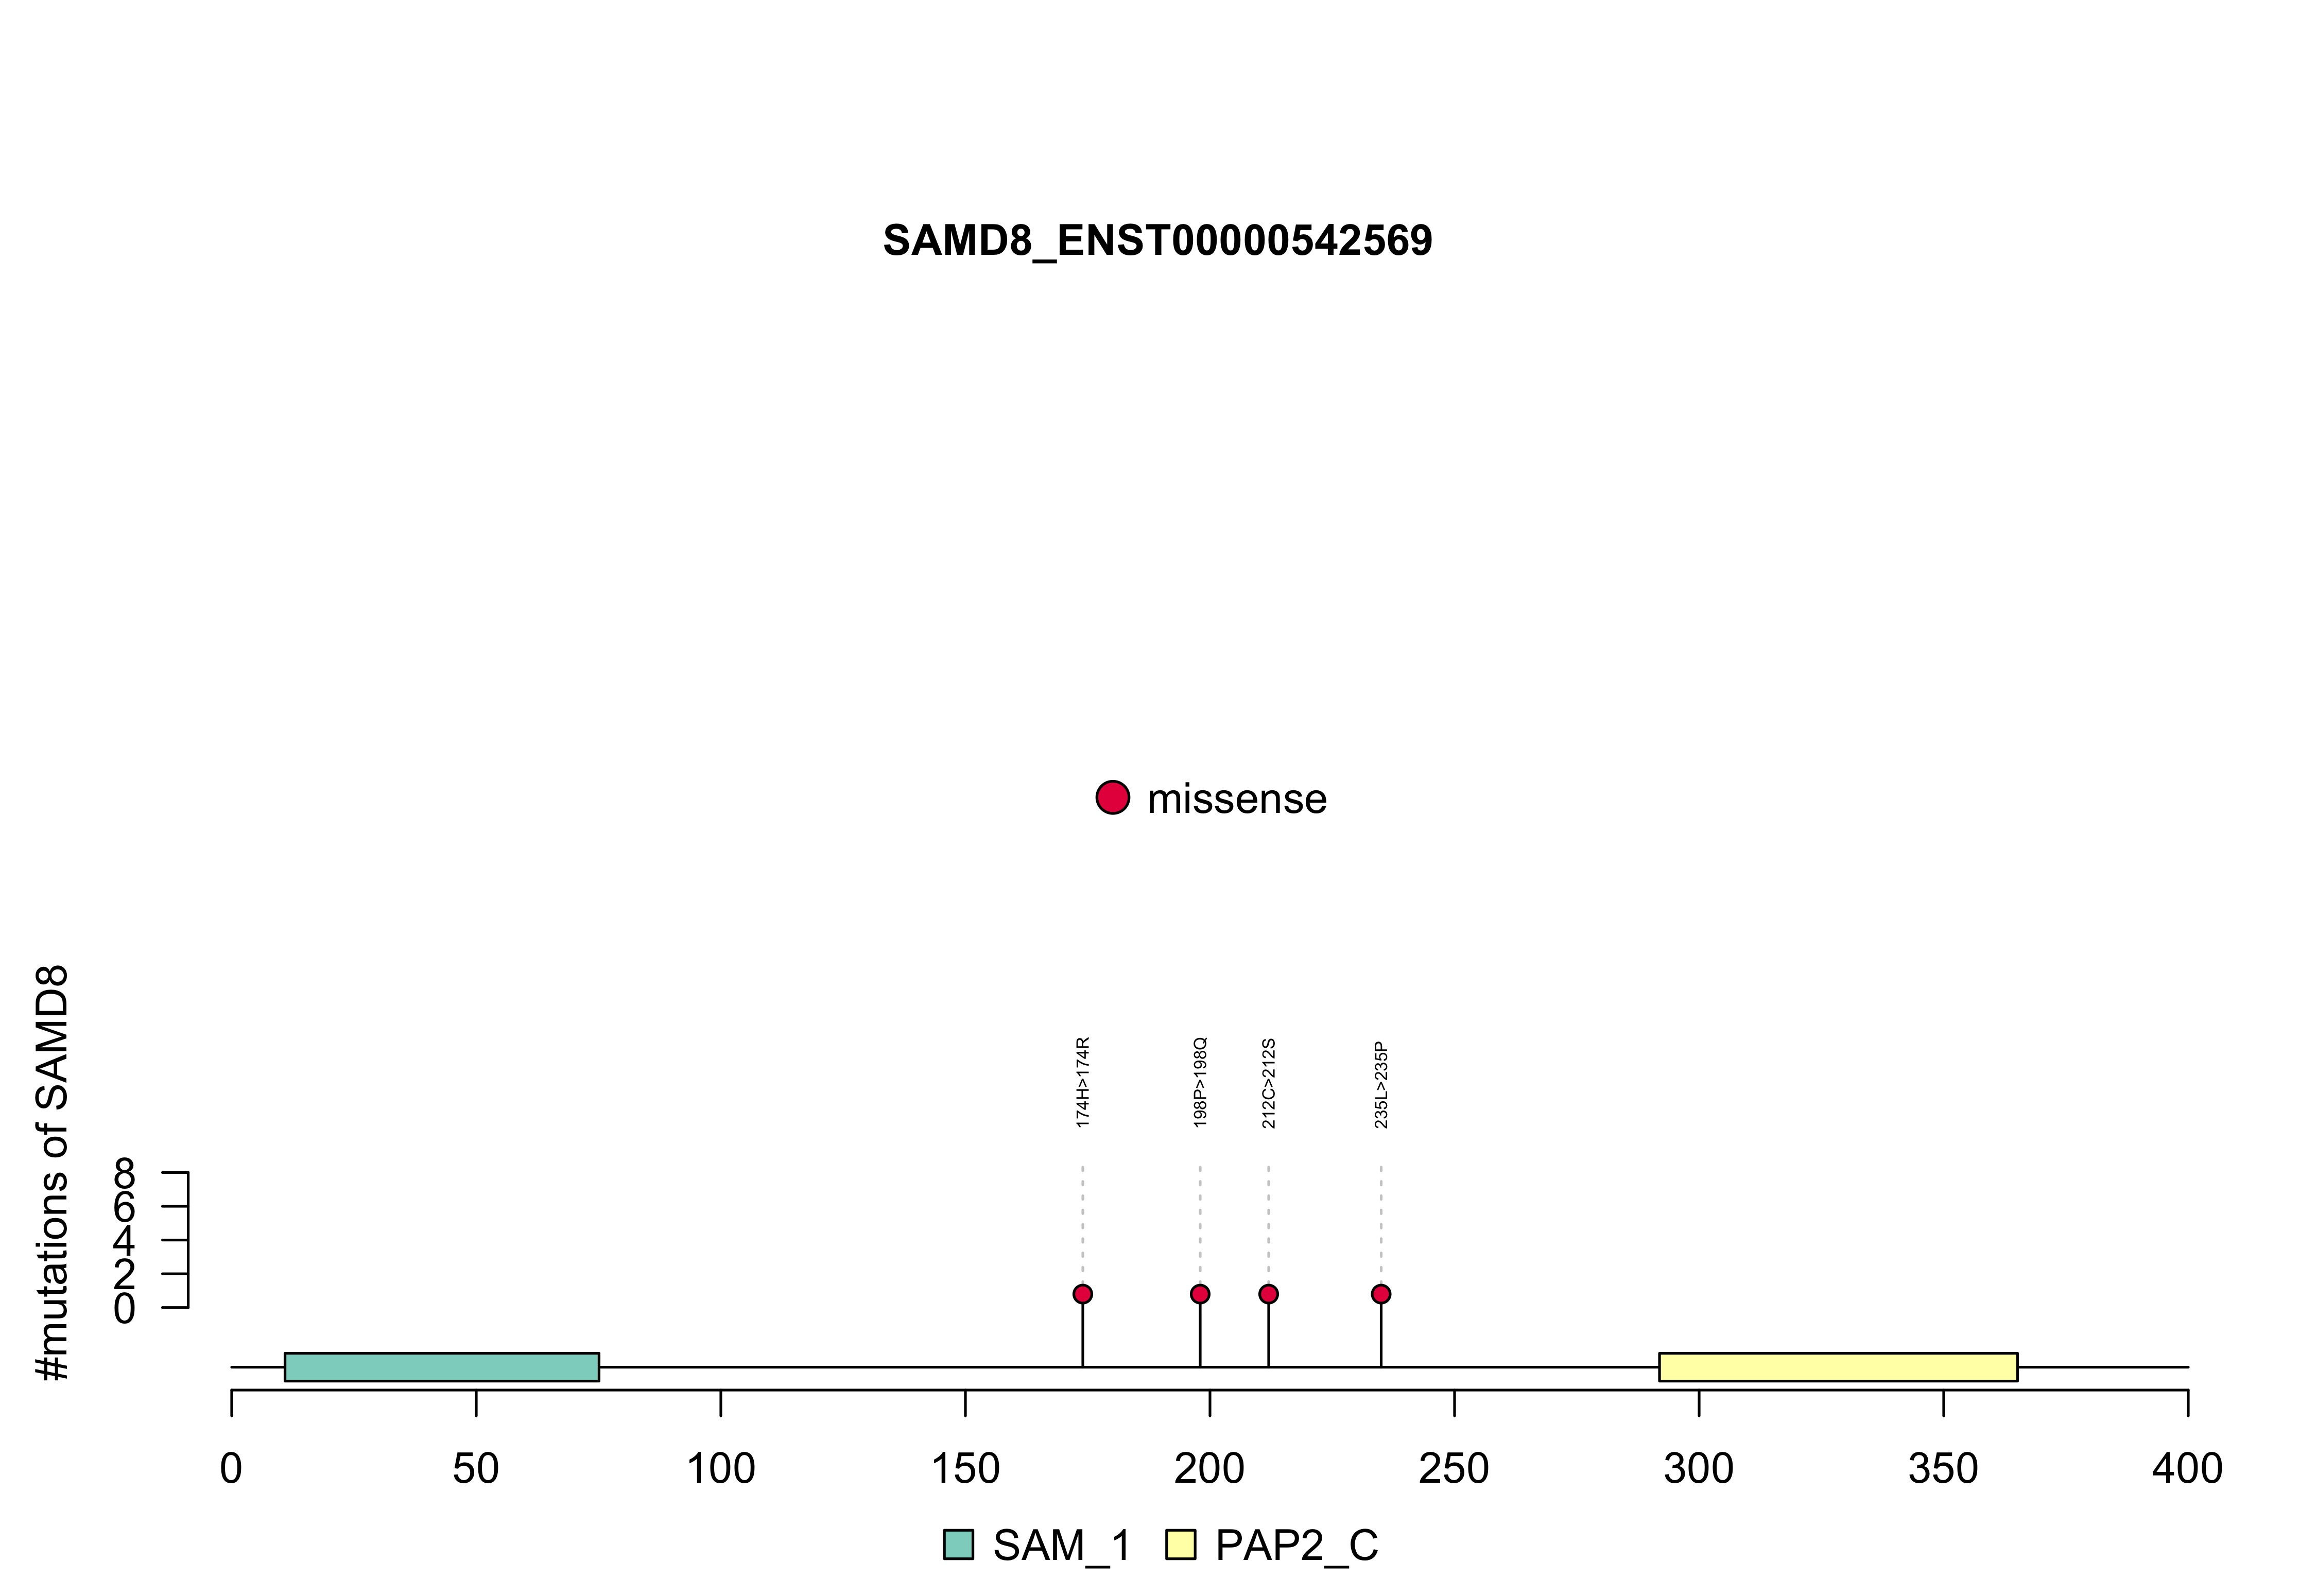 SAMD8_ENST00000542569
missense
#mutations of SAMD8
174H>174R
198P>198Q
212C>212S
235L>235P
8
6
4
2
0
0 50 100 150 200 250 300 350 400
SAM_1 PAP2_C